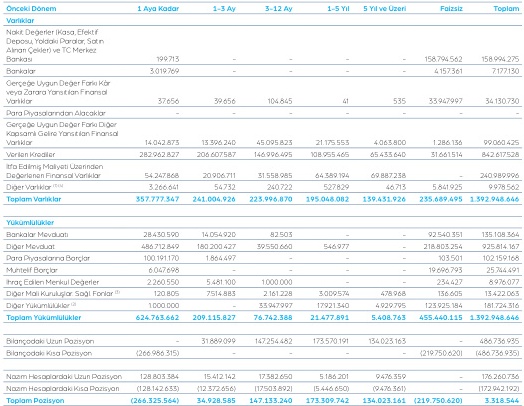 Önceki Dönem 1 Aya Kadar 1-3 Ay 3-12 Ay 1-5 Yıl 5 Yıl ve Üzeri Faizsiz Toplam
Varlıklar
Nakit Değerler (Kasa, Efektif
Deposu, Yoldaki Paralar, Satın
Alınan Çekler) ve TC Merkez
Bankası 199.713 - - - - 158.794.562 158.994.275
Bankalar 3.019.769 - - - - 4.157.361 7.177.130
Gerçeğe Uygun Değer Farkı Kâr
veya Zarara Yansıtılan Finansal
Varlıklar 37.656 39.656 104.845 41 535 33.947.997 34.130.730
Para Piyasalarından Alacaklar - - - - - - -
Gerçeğe Uygun Değer Farkı Diğer
Kapsamlı Gelire Yansıtılan Finansal
Varlıklar 14.042.873 13.396.240 45.095.823 21.175.553 4.063.800 1.286.136 99.060.425
Verilen Krediler 282.962.827 206.607.587 146.996.495 108.955.465 65.433.640 31.661.514 842.617.528
İtfa Edilmiş Maliyeti Üzerinden
Değerlenen Finansal Varlıklar 54.247.868 20.906.711 31.558.985 64.389.194 69.887.238 - 240.989.996
Diğer Varlıklar 3.266.641 54.732 240.722 527.829 46.713 5.841.925 9.978.562
Toplam Varlıklar 357.777.347 241.004.926 223.996.870 195.048.082 139.431.926 235.689.495 1.392.948.646
Yükümlülükler
Bankalar Mevduatı 28.430.590 14.054.920 82.503 - - 92.540.351 135.108.364
Diğer Mevduat 486.712.849 180.200.427 39.550.660 546.977 - 218.803.254 925.814.167
Para Piyasalarına Borçlar 100.191.170 1.864.497 - - - 103.501 102.159.168
Muhtelif Borçlar 6.047.698 - - - - 19.696.793 25.744.491
İhraç Edilen Menkul Değerler 2.260.550 5.481.100 1.000.000 - - 234.427 8.976.077
Diğer Mali Kuruluşlar. Sağl. Fonlar (2) 120.805 7.514.883 2.161.228 3.009.574 478.968 136.605 13.422.063
Diğer Yükümlülükler (3) 1.000.000 - 33.947.997 17.921.340 4.929.795 123.925.184 181.724.316
Toplam Yükümlülükler 624.763.662 209.115.827 76.742.388 21.477.891 5.408.763 455.440.115 1.392.948.646
Bilançodaki Uzun Pozisyon - 31.889.099 147.254.482 173.570.191 134.023.163 - 486.736.935
Bilançodaki Kısa Pozisyon (266.986.315) - - - - (219.750.620) (486.736.935)
Nazım Hesaplardaki Uzun Pozisyon 128.803.384 15.412.142 17.382.650 5.186.201 9.476.359 - 176.260.736
Nazım Hesaplardaki Kısa Pozisyon (128.142.633) (12.372.656) (17.503.892) (5.446.650) (9.476.361) - (172.942.192)
Toplam Pozisyon (266.325.564) 34.928.585 147.133.240 173.309.742 134.023.161 (219.750.620) 3.318.544